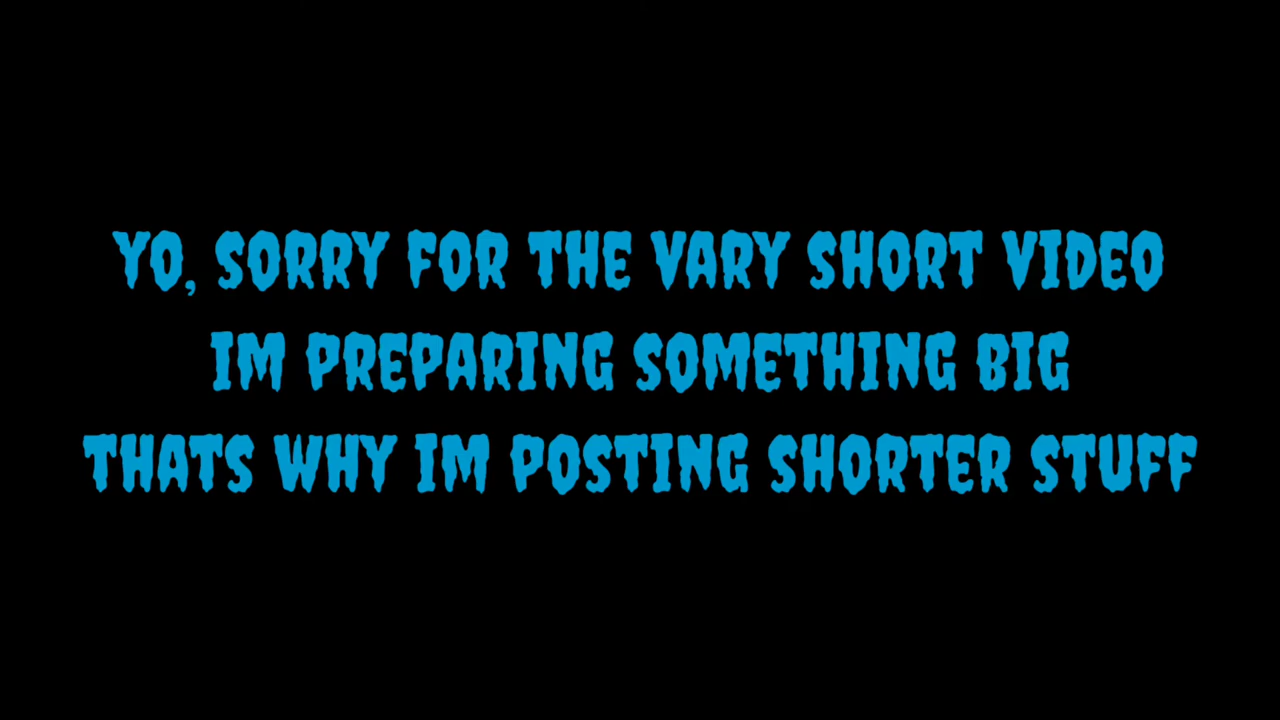 YO, SORRY FOR THE VARY SHORT VIDEO
IM PREPARING SOMETHING BIG
THATS WHY IM POSTING SHORTER STUFF